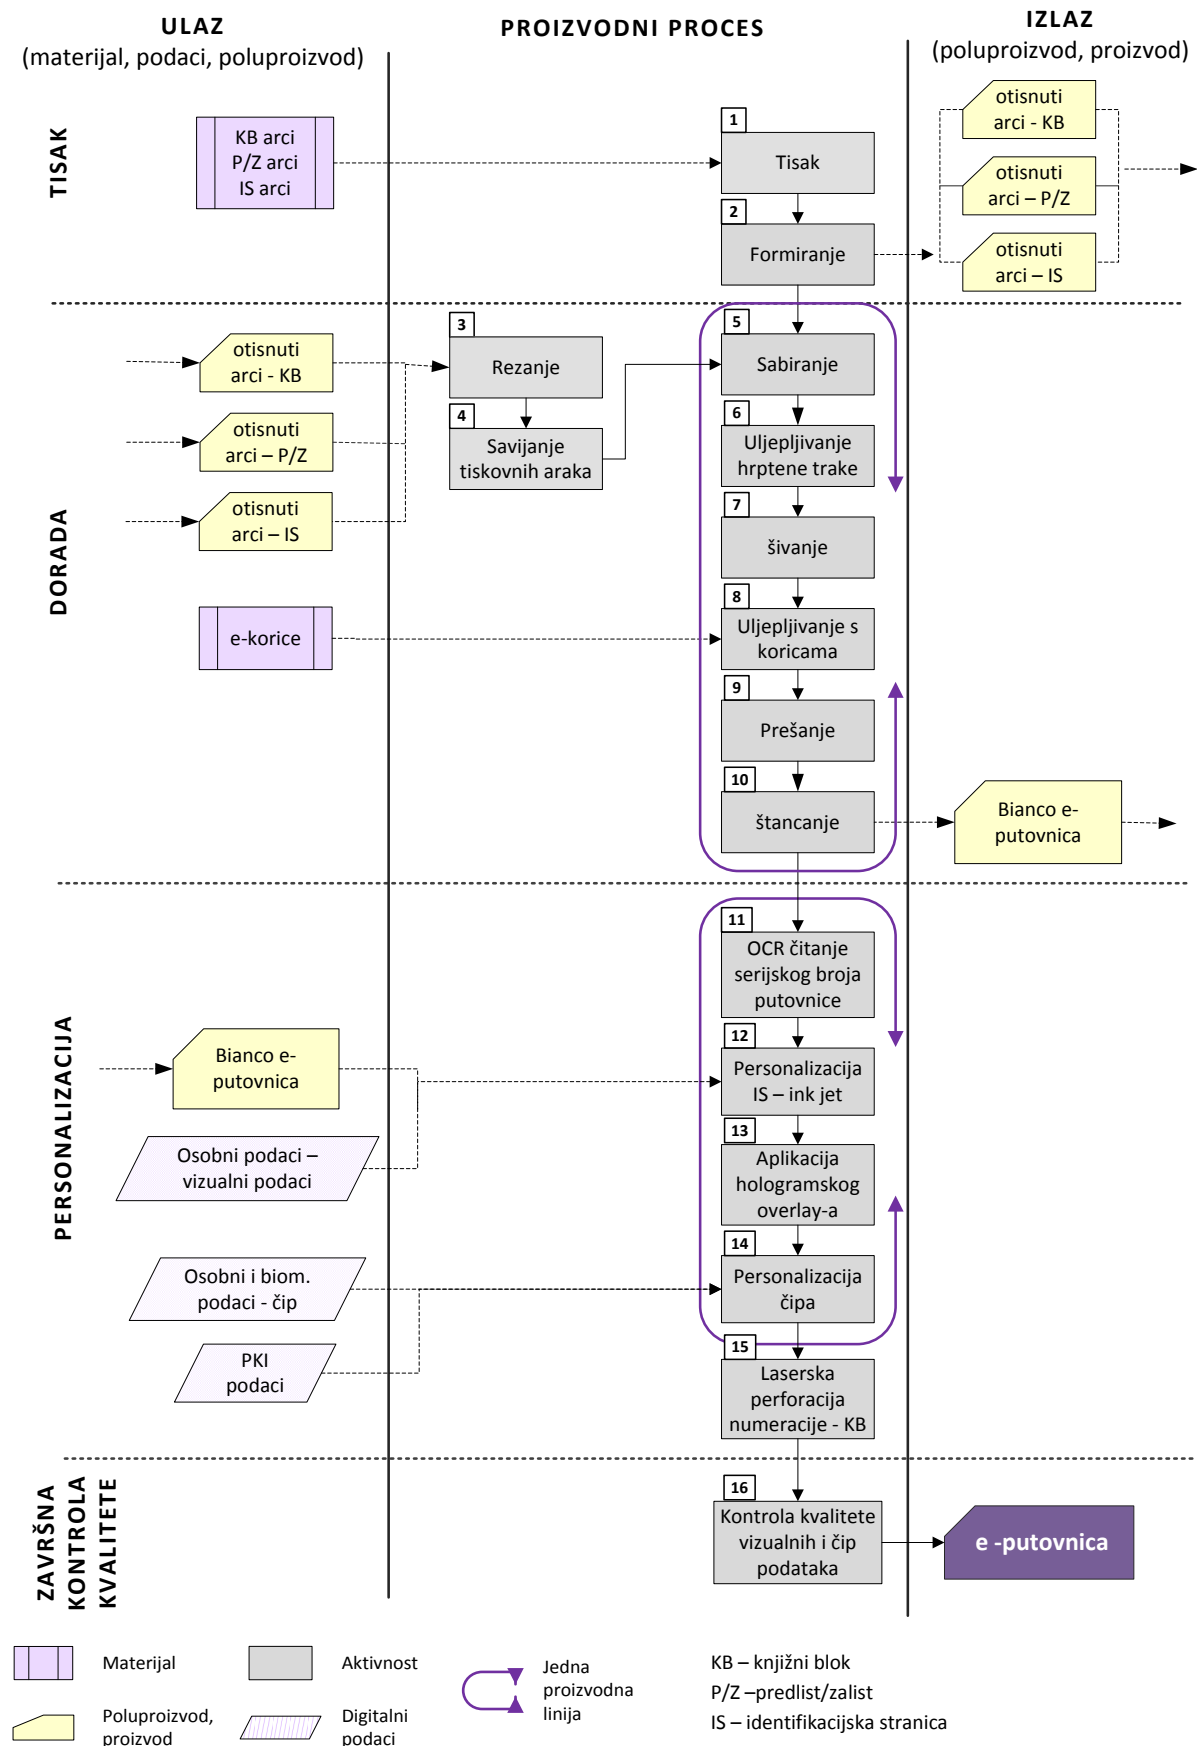 ULAZ
(materijal, podaci, poluproizvod)
PROIZVODNI PROCES
IZLAZ
(poluproizvod, proizvod)
TISAK
KB arci
P/Z arci
IS arci
1
Tisak
2
Formiranje
otisnuti
arci - KB
otisnuti
arci – P/Z
otisnuti
arci – IS
DORADA
otisnuti
arci - KB
otisnuti
arci – P/Z
otisnuti
arci – IS
e-korice
3
Rezanje
4
Savijanje
tiskovnih araka
5
Sabiranje
6
Uljepljivanje
hrptene trake
7
šivanje
8
Uljepljivanje s
koricama
9
Prešanje
10
štancanje
Bianco e-
putovnica
PERSONALIZACIJA
Bianco e-
putovnica
Osobni podaci –
vizualni podaci
Osobni i biom.
podaci - čip
PKI
podaci
11
OCR čitanje
serijskog broja
putovnice
12
Personalizacija
IS – ink jet
13
Aplikacija
hologramskog
overlay-a
14
Personalizacija
čipa
15
Laserska
perforacija
numeracije - KB
ZAVRŠNA
KONTROLA
KVALITETE
16
Kontrola kvalitete
vizualnih i čip
podataka
e -putovnica
Materijal
Aktivnost
Poluproizvod,
proizvod
Digitalni
podaci
Jedna
proizvodna
linija
KB – knjižni blok
P/Z –predlist/zalist
IS – identifikacijska stranica